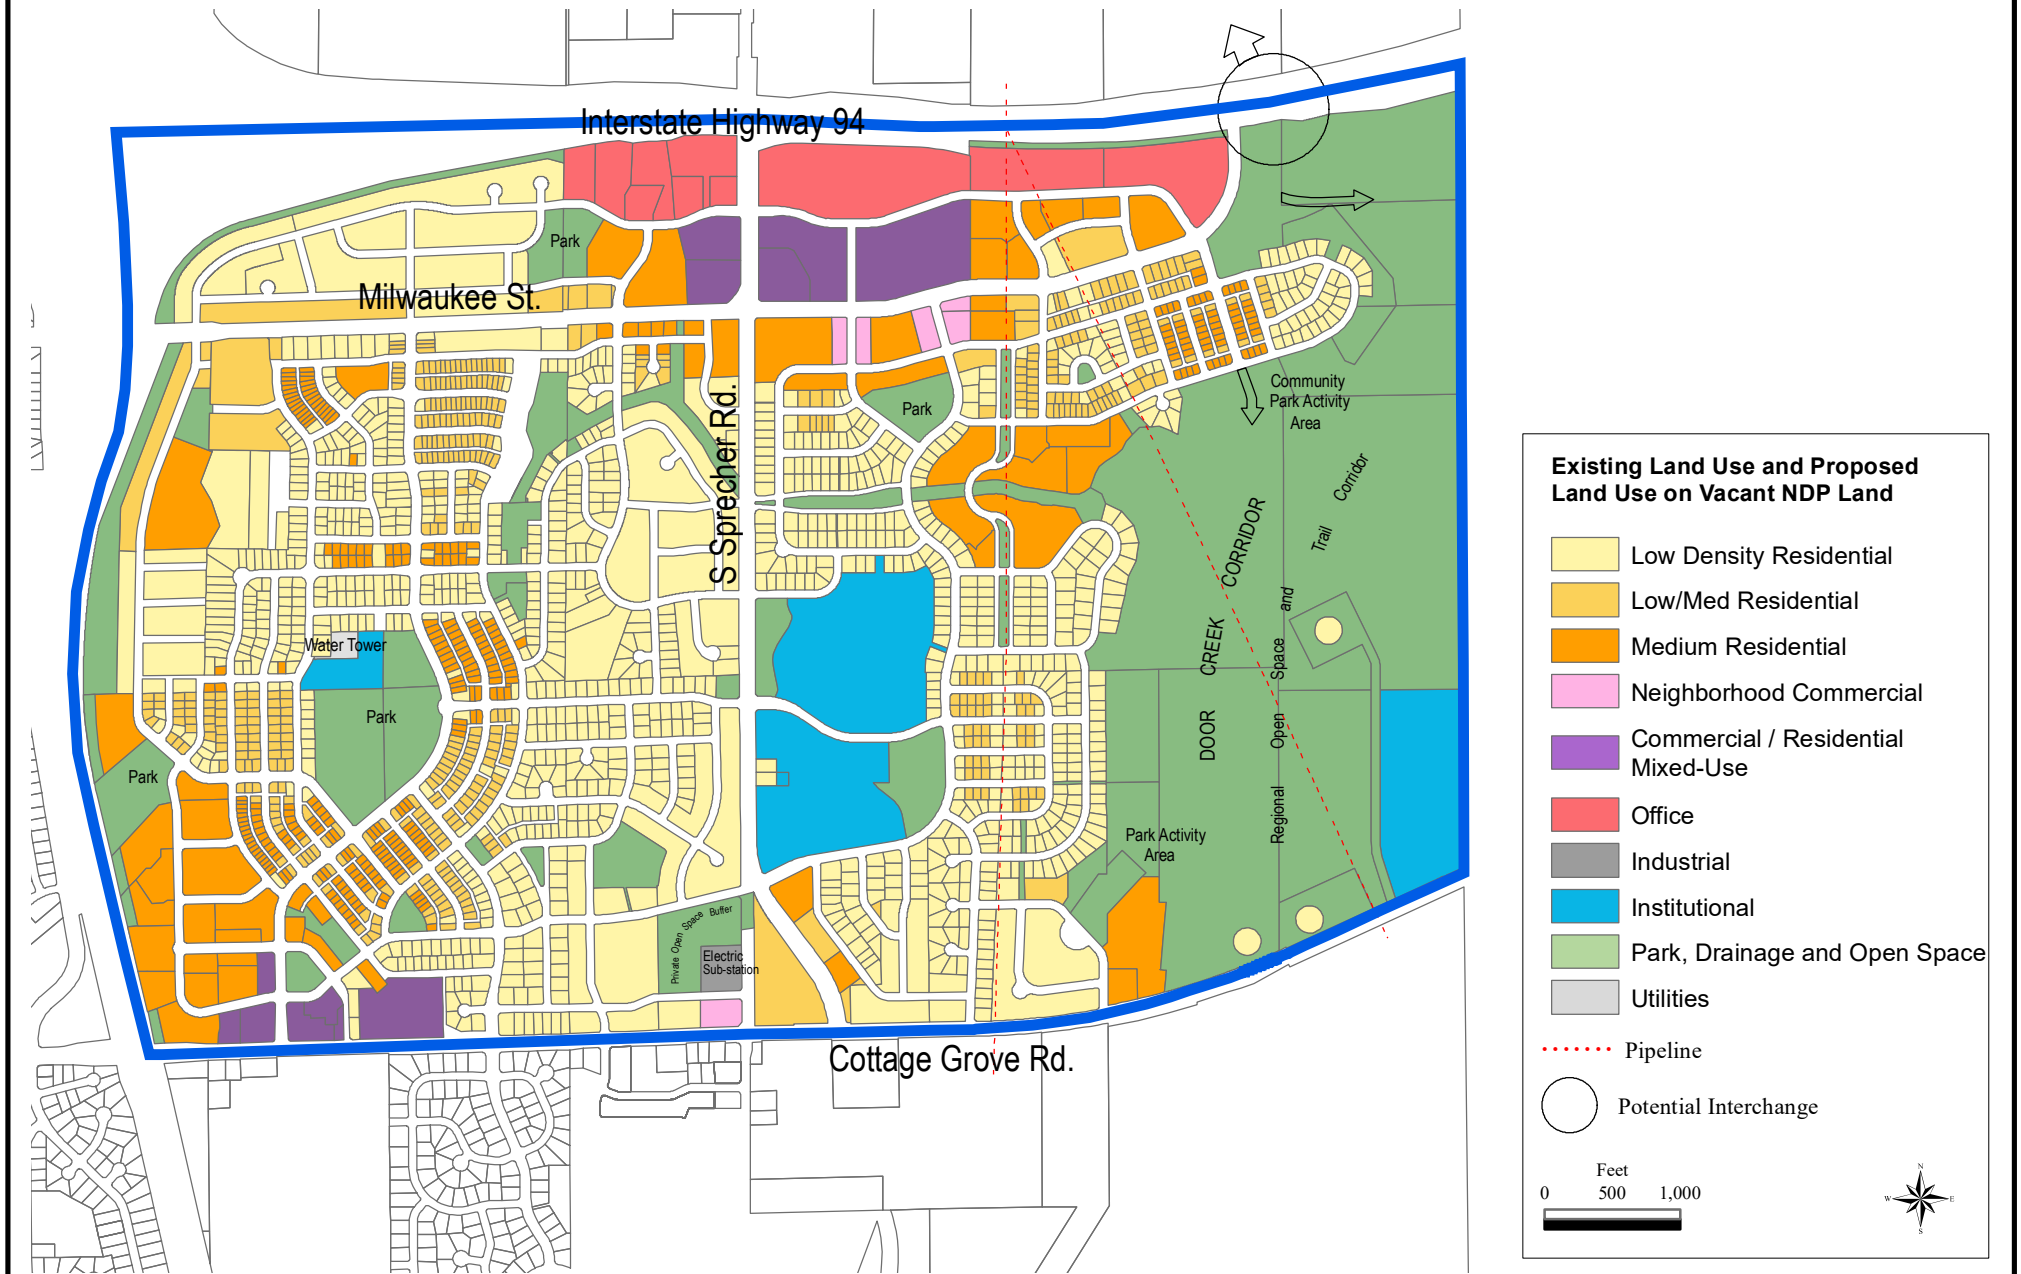 Interstate Highway 94
Park
Milwaukee St.
S Sprecher Rd.
Park
Community
Park Activity
Area
Trail Corridor
and
Space
Open
Regional
DOOR CREEK CORRIDOR
Water Tower
Park
Park
Park Activity
Area
Private Open Space Buffer
Electric
Sub-station
Cottage Grove Rd.
Existing Land Use and Proposed
Land Use on Vacant NDP Land
Low Density Residential
Low/Med Residential
Medium Residential
Neighborhood Commercial
Commercial / Residential
Mixed-Use
Office
Industrial
Institutional
Park, Drainage and Open Space
Utilities
Pipeline
Potential Interchange
Feet
0 500 1,000
N
W E
S